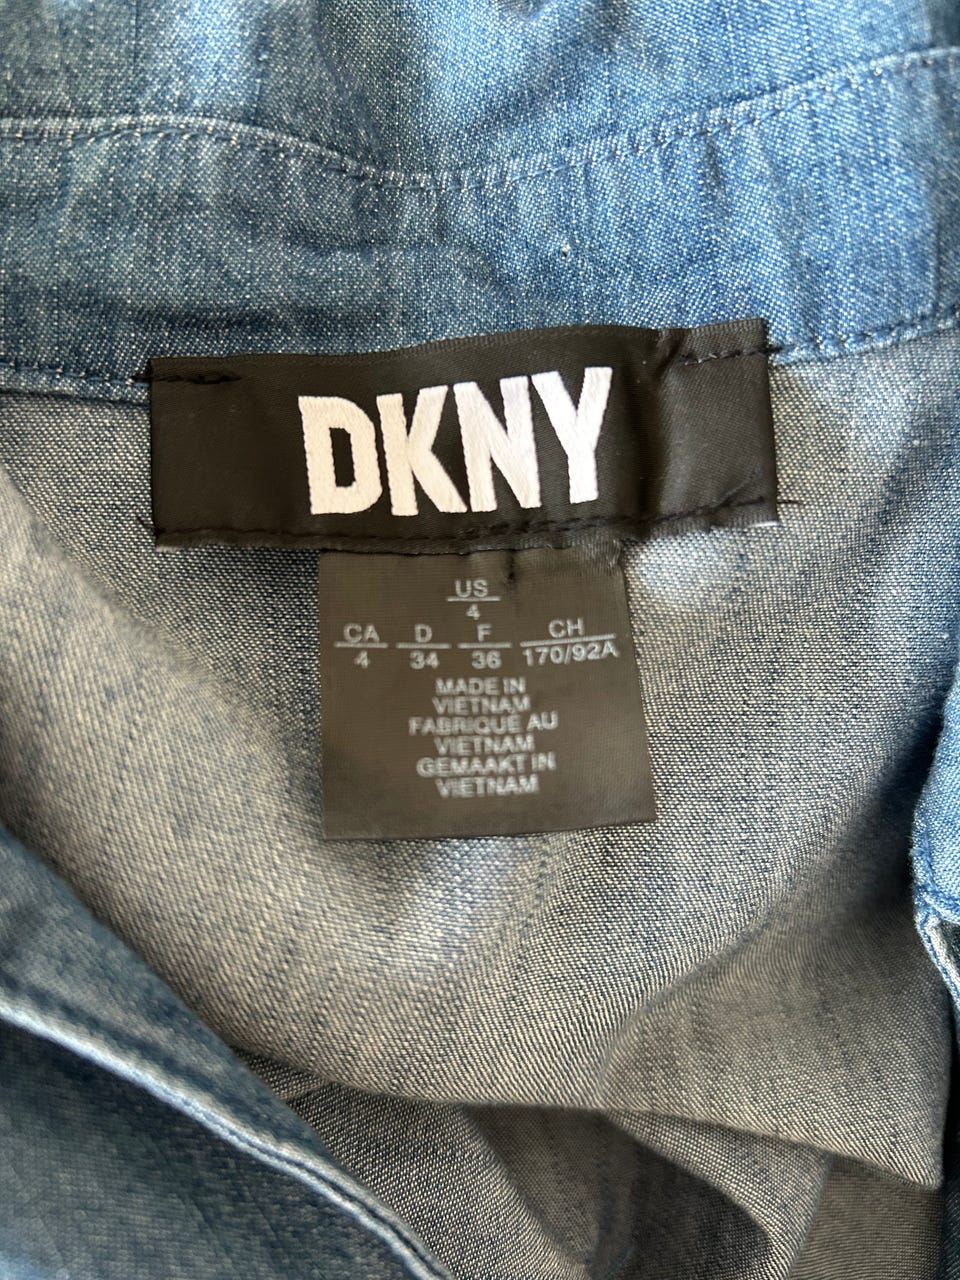 DKNY
US
4
CA D F CH
4 34 36 170/92A
MADE IN
VIETNAM
FABRIQUÉ AU
VIETNAM
GEMAAKT IN
VIETNAM